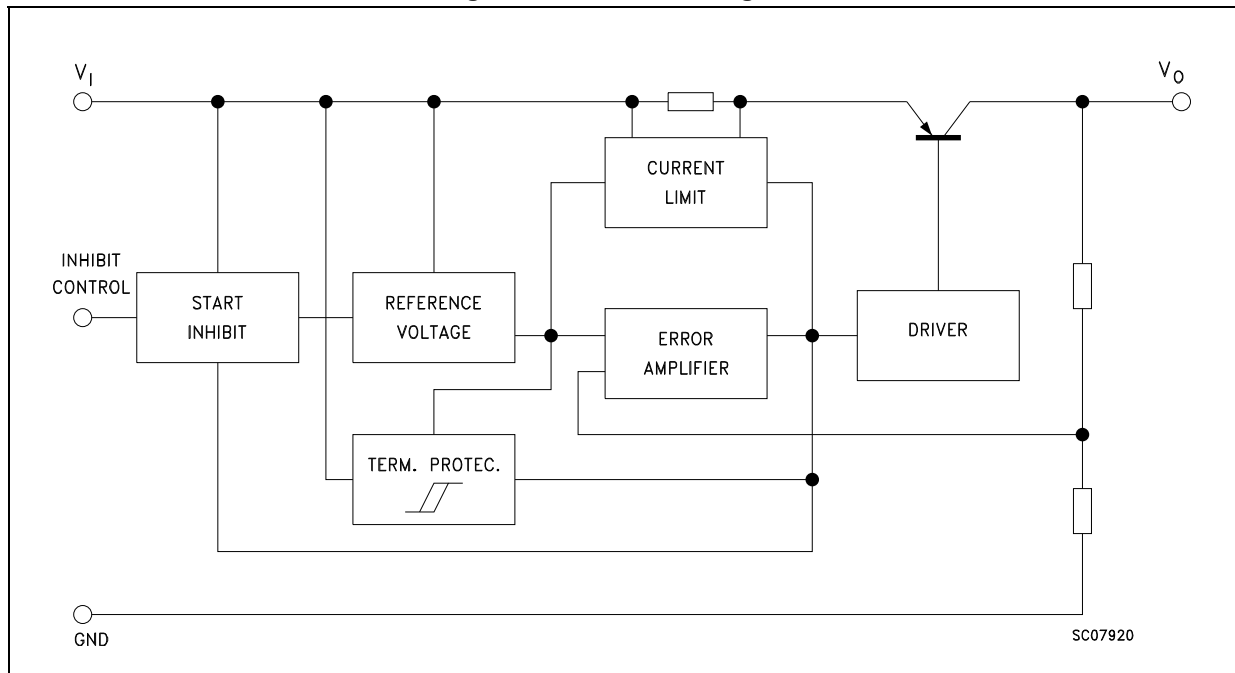 V_I
V_O
CURRENT
LIMIT
INHIBIT
CONTROL
START
INHIBIT
REFERENCE
VOLTAGE
ERROR
AMPLIFIER
DRIVER
TERM. PROTEC.
GND
SC07920